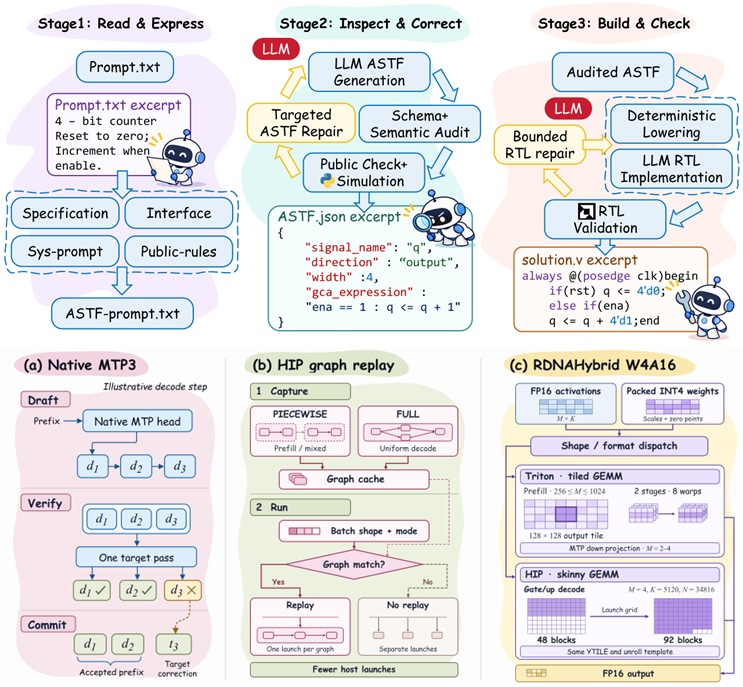 Stage1: Read & Express
Prompt.txt
Prompt.txt excerpt
4 – bit counter
Reset to zero;
Increment when
enable.
Specification
Interface
Sys-prompt
Public-rules
ASTF-prompt.txt
Stage2: Inspect & Correct
LLM
LLM ASTF
Generation
Targeted
ASTF Repair
Schema+
Semantic Audit
Public Check+
Simulation
ASTF.json excerpt
{
"signal_name": "q",
"direction" : “output”,
"width" :4,
"gca_expression" :
"ena == 1 : q <= q + 1"
}
Stage3: Build & Check
Audited ASTF
LLM
Bounded
RTL repair
Deterministic
Lowering
LLM RTL
Implementation
RTL
Validation
solution.v excerpt
always @(posedge clk)begin
if(rst) q <= 4'd0;
else if(ena)
q <= q + 4'd1;end
(a) Native MTP3
Illustrative decode step
Draft
Prefix
Native MTP head
d1 d2 d3
Verify
d1 d2 d3
One target pass
d1 ✓ d2 ✓ d3 ×
Commit
d1 d2 t3
Accepted prefix
Target
correction
(b) HIP graph replay
1 Capture
PIECEWISE
Prefill / mixed
FULL
Uniform decode
Graph cache
2 Run
Batch shape + mode
Graph match?
Yes
No
Replay
One launch per graph
No replay
Separate launches
Fewer host launches
(c) RDNAHybrid W4A16
FP16 activations
M × K
Packed INT4 weights
Scales + zero points
Shape / format dispatch
Triton · tiled GEMM
Prefill · 256 ≤ M ≤ 1024
2 stages · 8 warps
128 × 128 output tile
MTP down projection · M = 2–4
HIP · skinny GEMM
Gate/up decode
M = 4, K = 5120, N = 34816
Launch grid
48 blocks
92 blocks
Same YTILE and unroll template
FP16 output